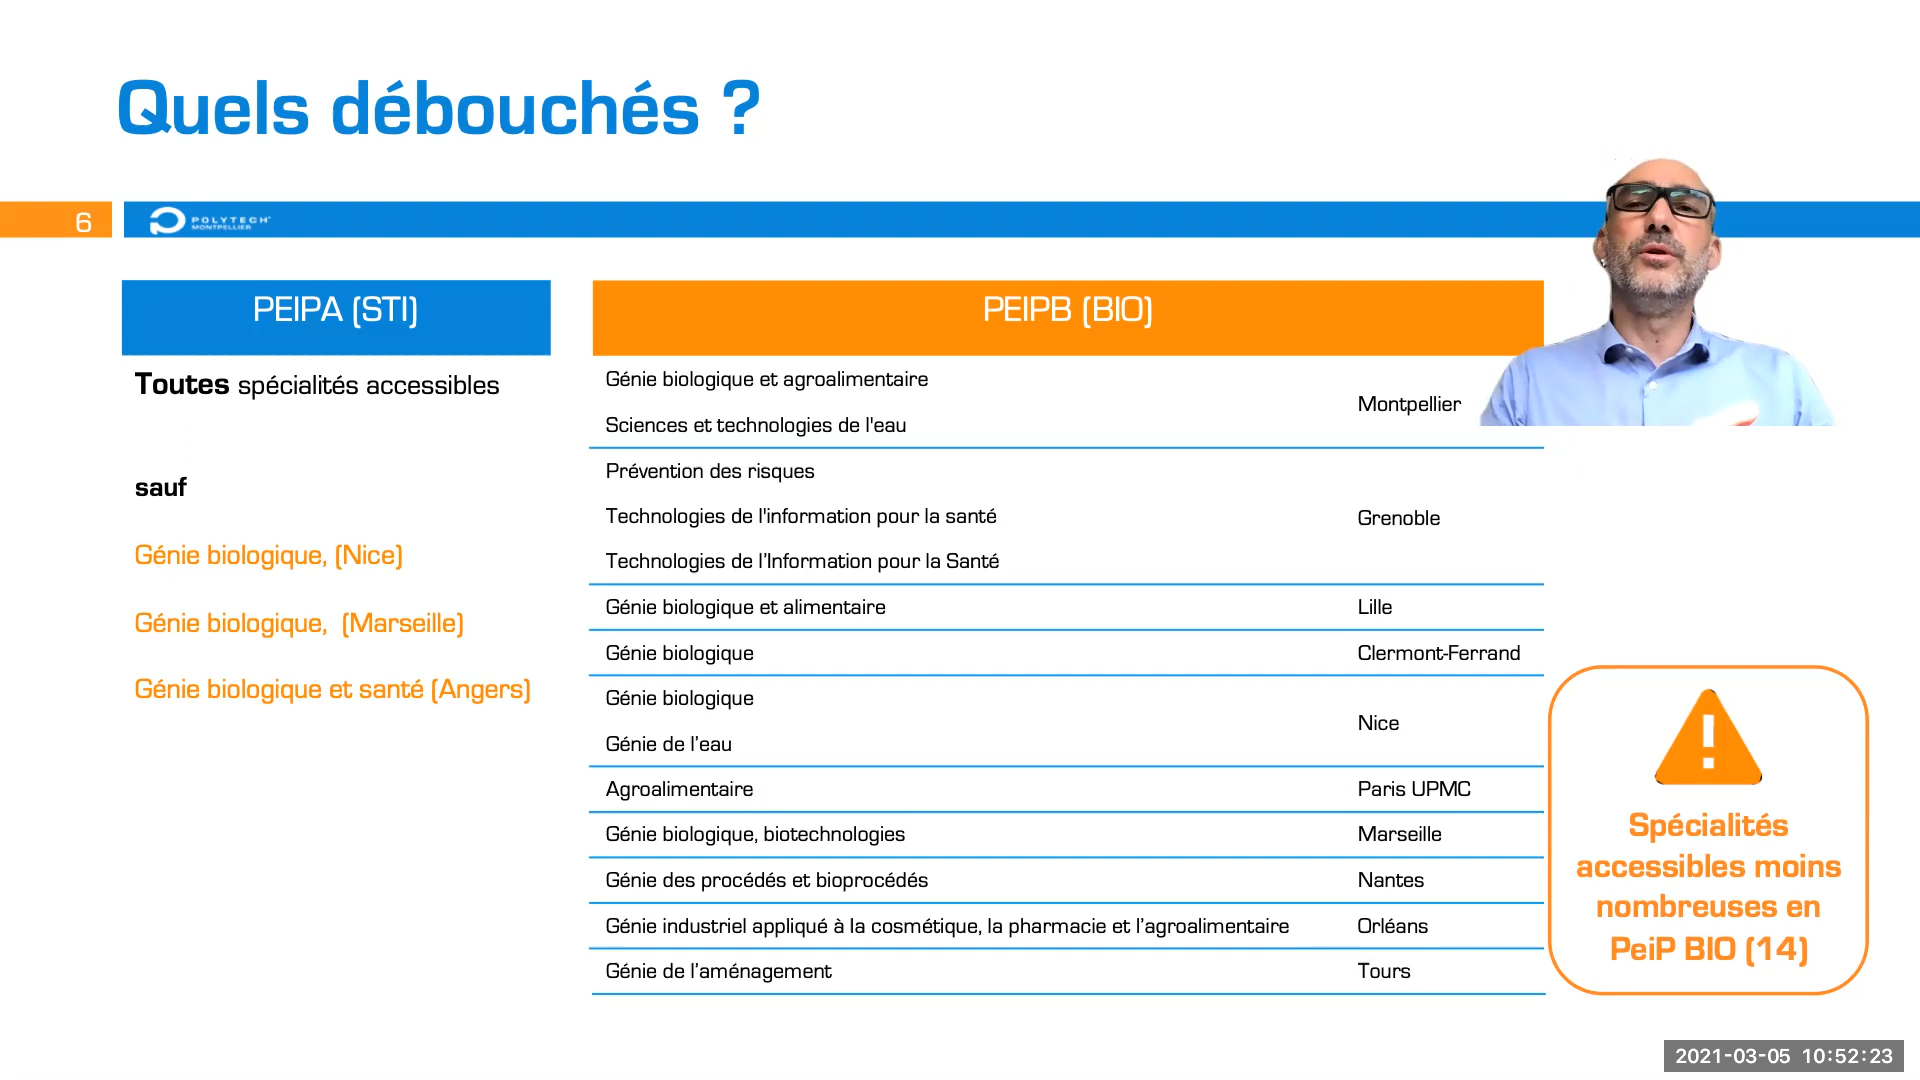 Quels débouchés ?
6
POLYTECH
MONTPELLIER
PEIPA (STI)
Toutes spécialités accessibles
sauf
Génie biologique, (Nice)
Génie biologique,  (Marseille)
Génie biologique et santé (Angers)
PEIPB (BIO)
Génie biologique et agroalimentaire
Montpellier
Sciences et technologies de l'eau
Prévention des risques
Technologies de l'information pour la santé
Grenoble
Technologies de l’Information pour la Santé
Génie biologique et alimentaire
Lille
Génie biologique
Clermont-Ferrand
Génie biologique
Nice
Génie de l’eau
Agroalimentaire
Paris UPMC
Génie biologique, biotechnologies
Marseille
Génie des procédés et bioprocédés
Nantes
Génie industriel appliqué à la cosmétique, la pharmacie et l’agroalimentaire
Orléans
Génie de l’aménagement
Tours
Spécialités
accessibles moins
nombreuses en
PeiP BIO (14)
2021-03-05 10:52:23